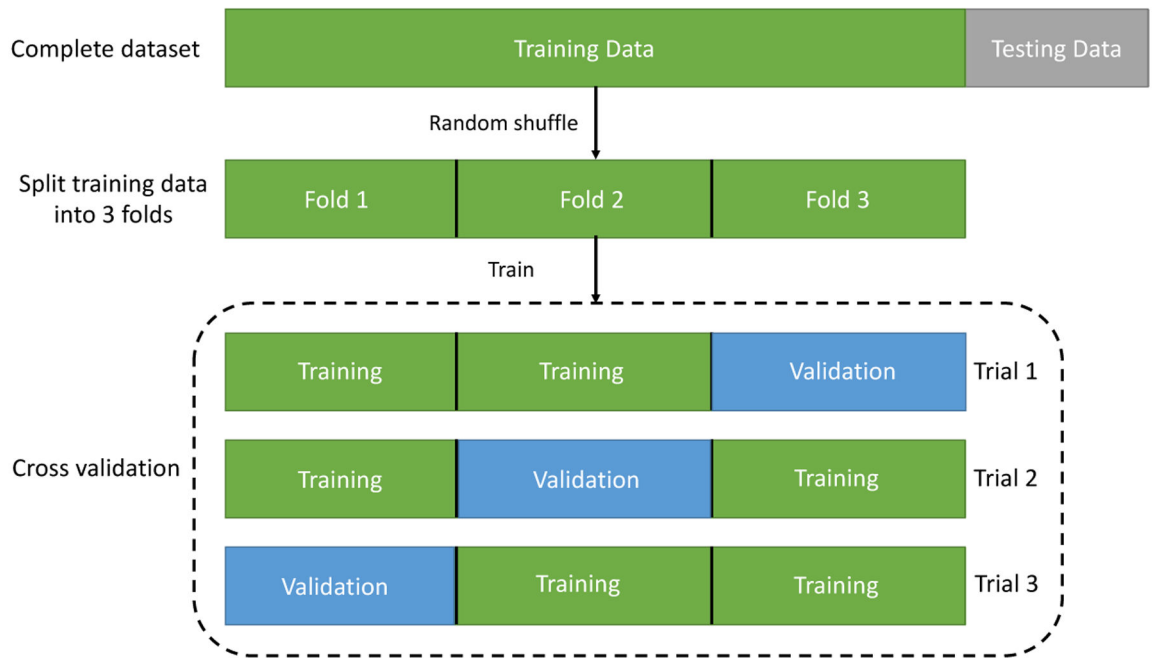 Complete dataset
Training Data
Testing Data
Random shuffle
Split training data
into 3 folds
Fold 1
Fold 2
Fold 3
Train
Cross validation
Training
Training
Validation
Trial 1
Training
Validation
Training
Trial 2
Validation
Training
Training
Trial 3